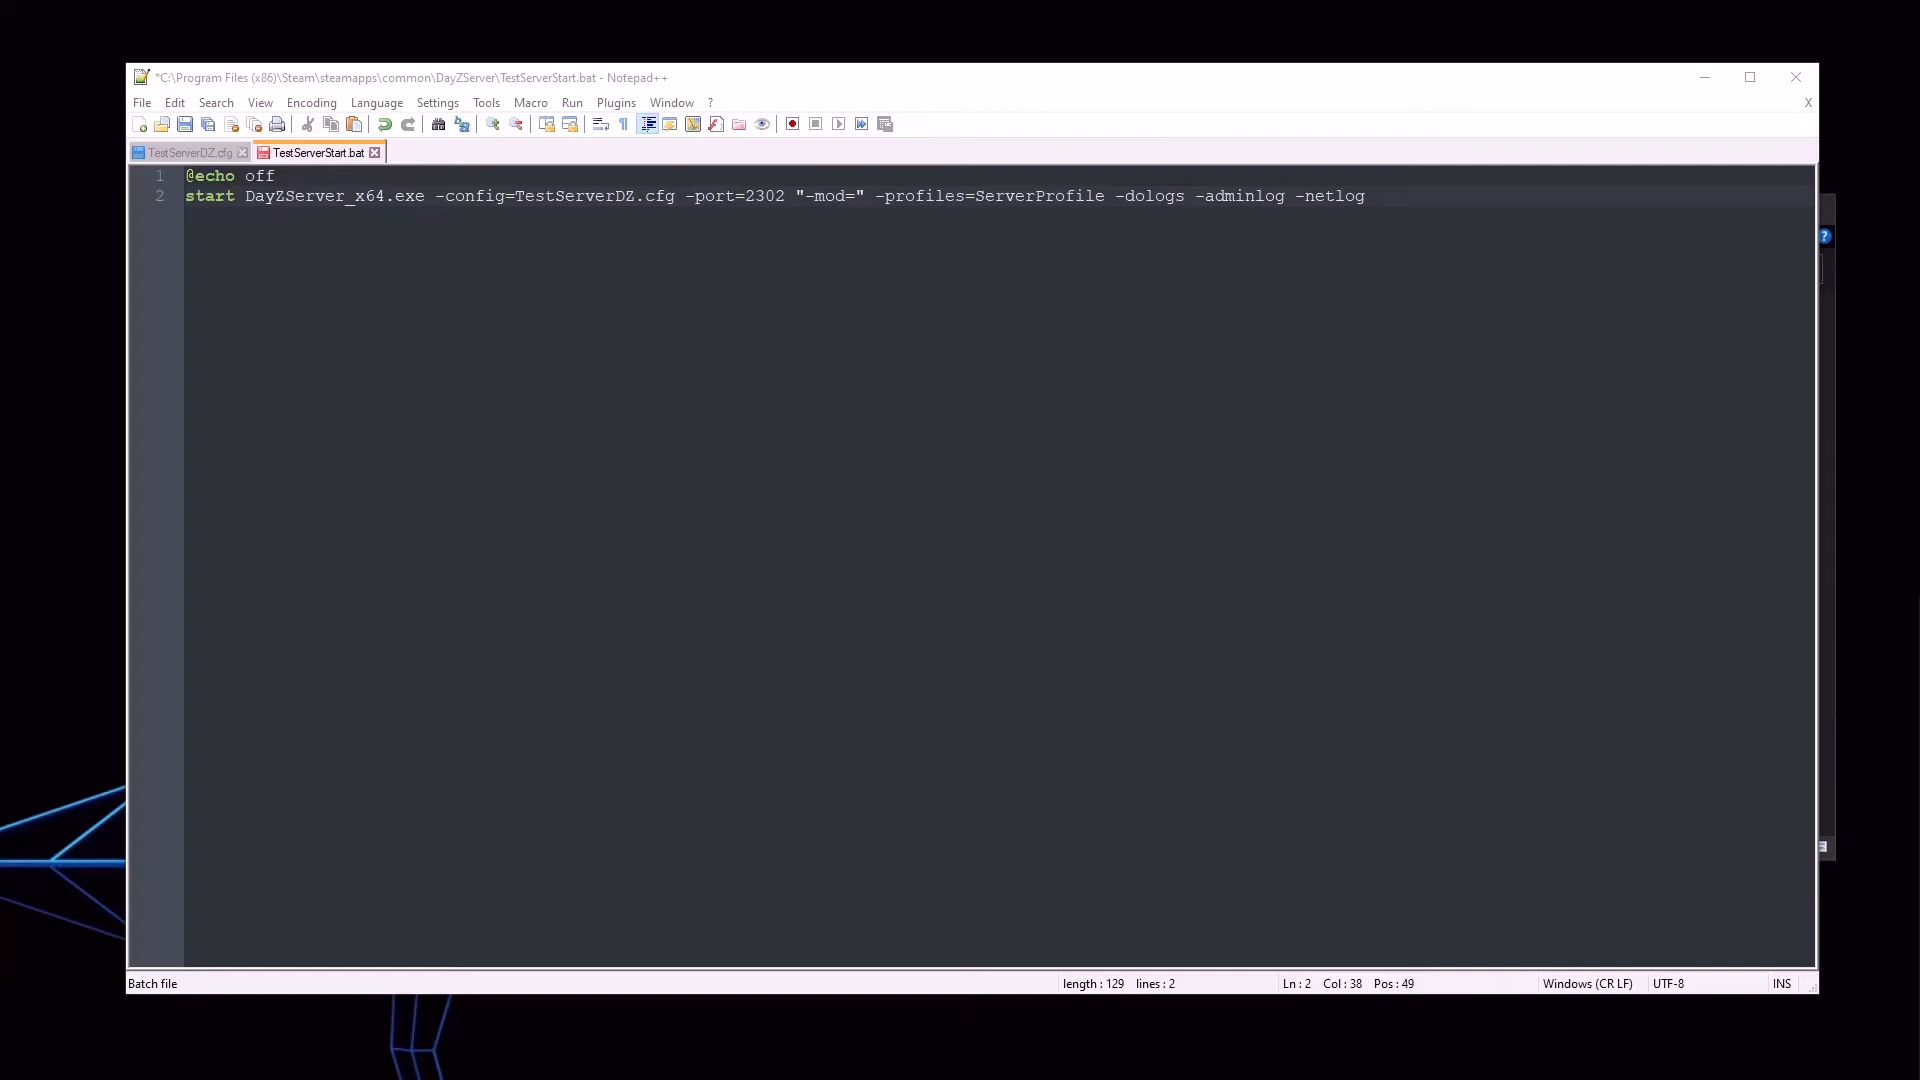 *C:\Program Files (x86)\Steam\steamapps\common\DayZServer\TestServerStart.bat - Notepad++
File Edit Search View Encoding Language Settings Tools Macro Run Plugins Window ? X
TestServerDZ.cfg TestServerStart.bat
1 @echo off
2 start DayZServer_x64.exe -config=TestServerDZ.cfg -port=2302 "-mod=" -profiles=ServerProfile -dologs -adminlog -netlog
Batch file length : 129 lines : 2 Ln : 2 Col : 38 Pos : 49 Windows (CR LF) UTF-8 INS